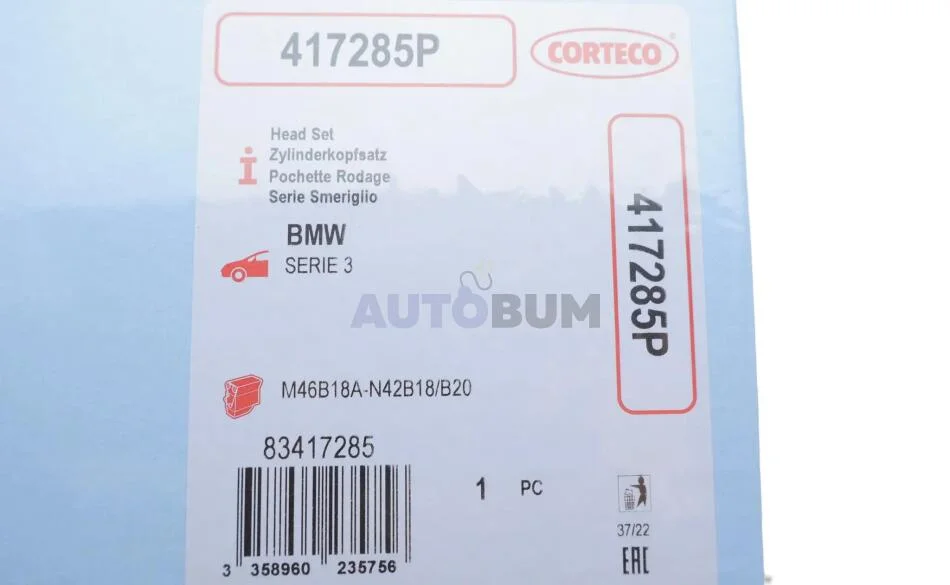 417285P
CORTECO
Head Set
Zylinderkopfsatz
Pochette Rodage
Serie Smeriglio
BMW
SERIE 3
417285P
AUTOBUM
M46B18A-N42B18/B20
83417285
1 PC
3 358960 235756
37/22
EAC